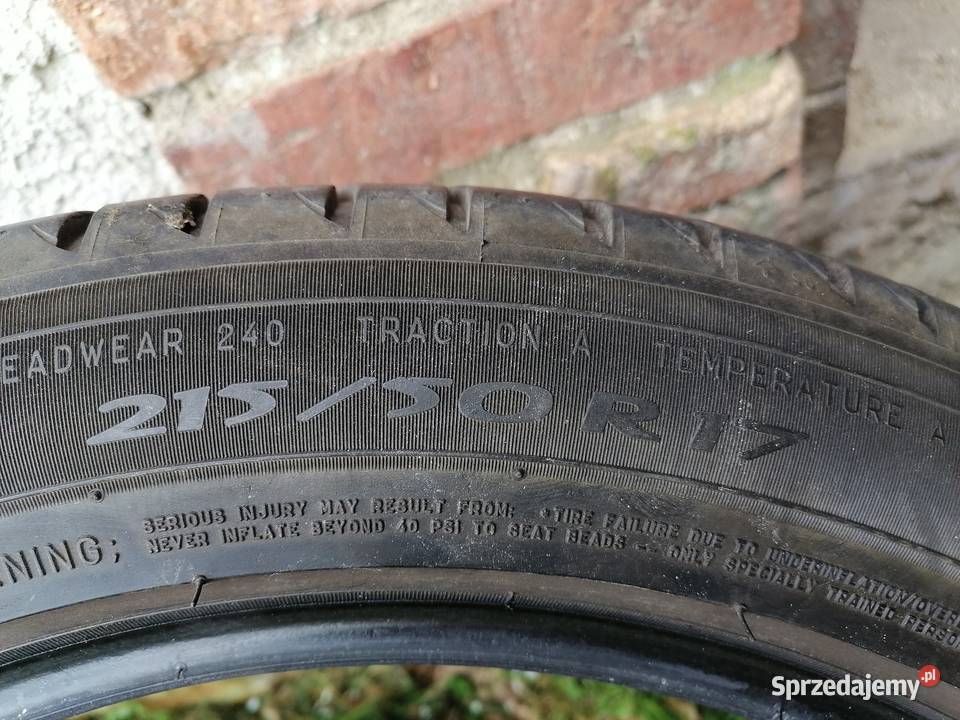 EADWEAR 240 TRACTION A TEMPERATURE A
215/50 R 17
NING;
SERIOUS INJURY MAY RESULT FROM: •TIRE FAILURE DUE TO UNDERINFLATION/OVER
NEVER INFLATE BEYOND 40 PSI TO SEAT BEADS -- ONLY SPECIALLY TRAINED PERSO
Sprzedajemy.pl